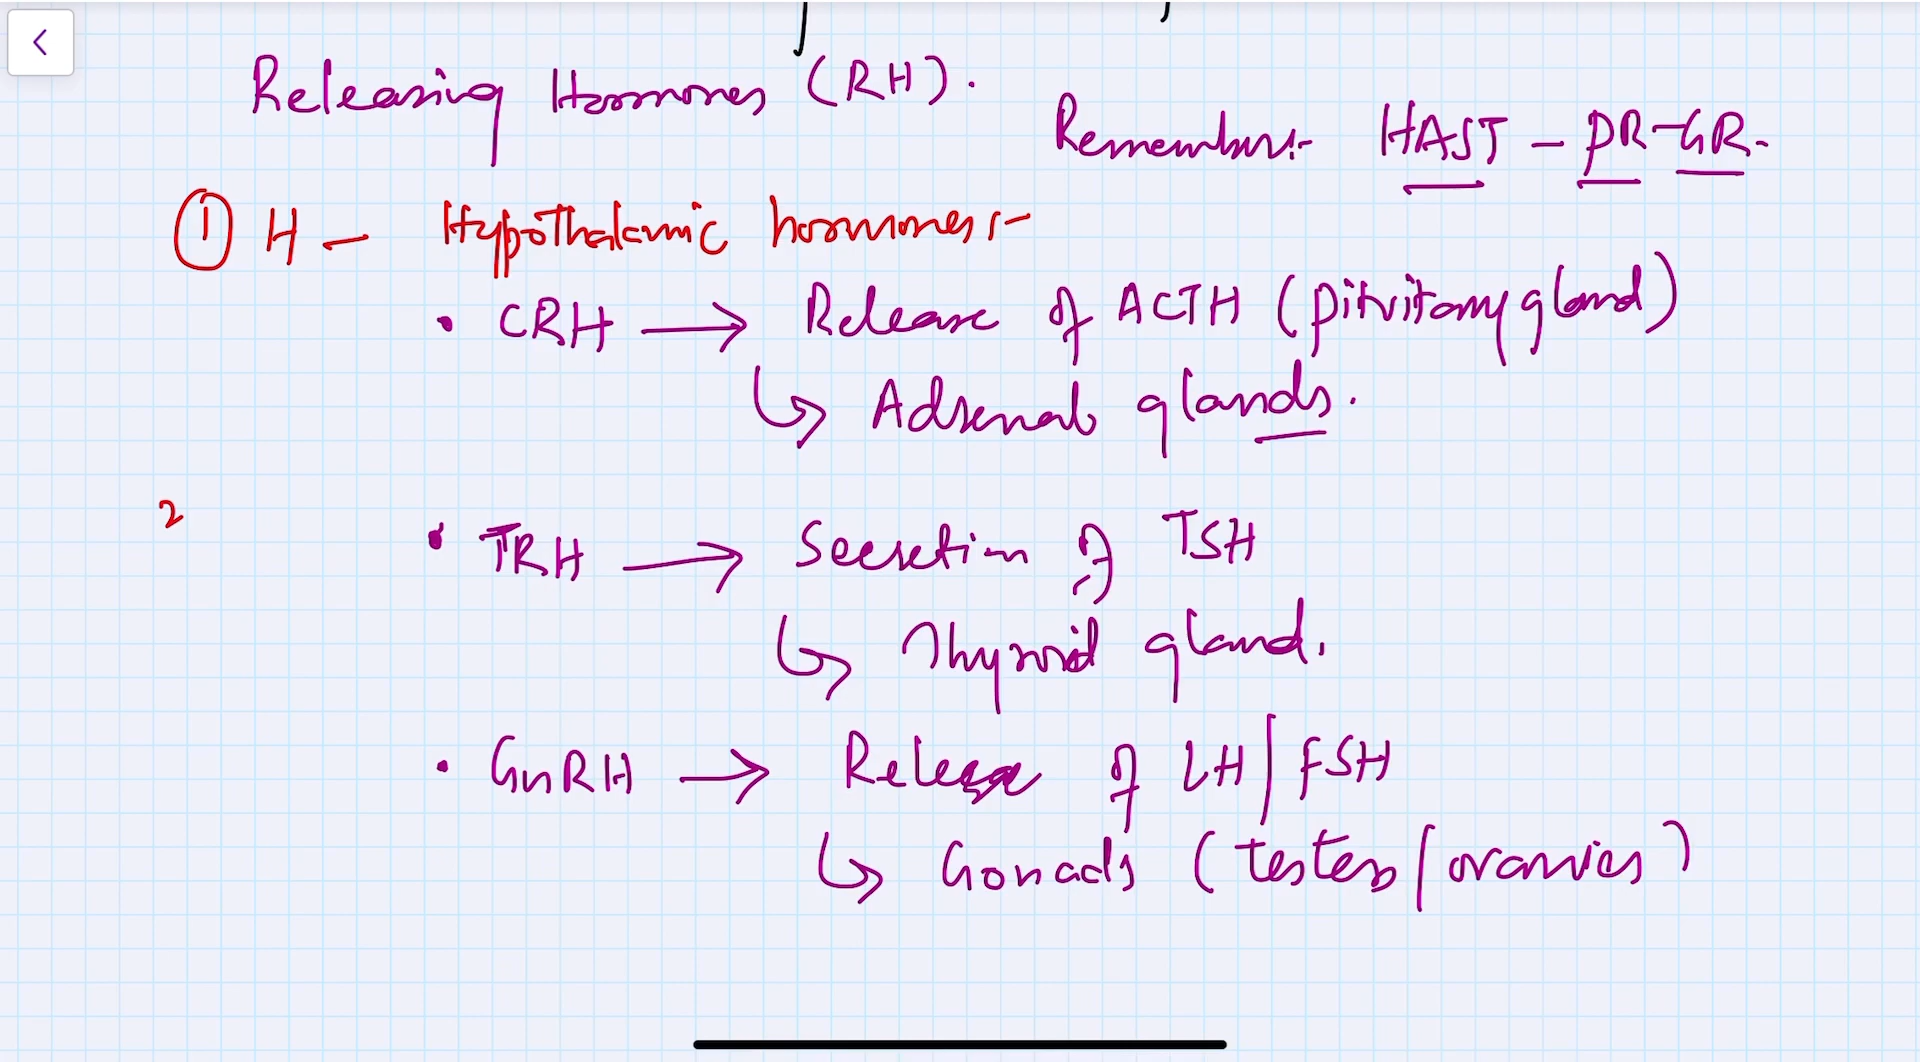 Releasing Hormones (RH).
Remember:- HAST - PR-GR.
① H - Hypothalamic hormones:-
• CRH → Release of ACTH (pituitary gland)
↳ Adrenal glands.
2
• TRH → Secretion of TSH
↳ Thyroid gland.
• GnRH → Release of LH/FSH
↳ Gonads (testes/ovaries)